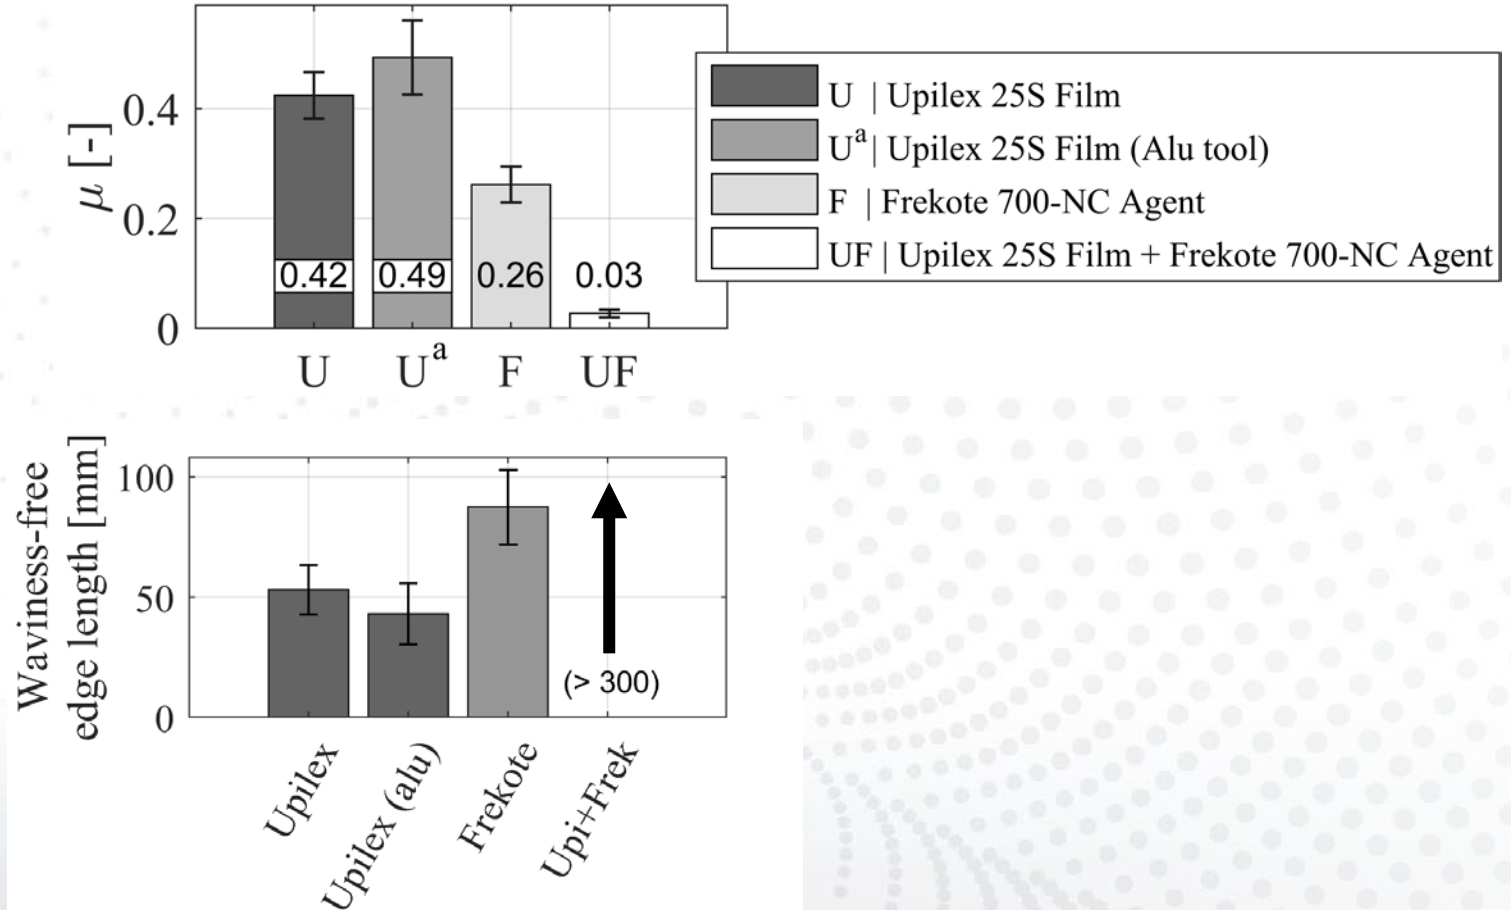 μ [-]
0.4
0.2
0
0.42
0.49
0.26
0.03
U
Uᵃ
F
UF
U | Upilex 25S Film
Uᵃ | Upilex 25S Film (Alu tool)
F | Frekote 700-NC Agent
UF | Upilex 25S Film + Frekote 700-NC Agent
Waviness-free
edge length [mm]
100
50
0
(> 300)
Upilex
Upilex (alu)
Frekote
Upi+Frek